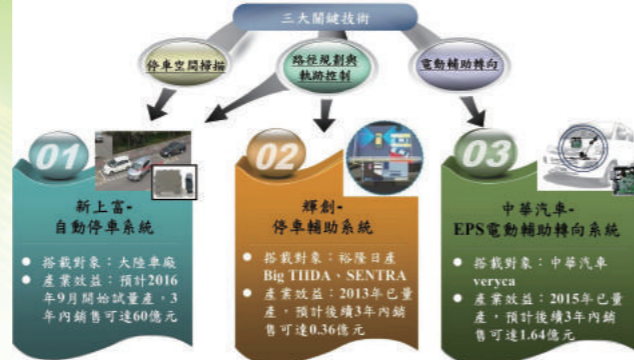 三大關鍵技術
停車空間掃描
路徑規劃與
軌跡控制
電動輔助轉向
01
新上富-
自動停車系統
● 搭載對象：大陸車廠
● 產業效益：預計2016
年9月開始試量產，3
年內銷售可達60億元
02
輝創-
停車輔助系統
● 搭載對象：裕隆日產
Big TIIDA、SENTRA
● 產業效益：2013年已量
產，預計後續3年內銷
售可達0.36億元
03
中華汽車-
EPS電動輔助轉向系統
● 搭載對象：中華汽車
veryca
● 產業效益：2015年已量
產，預計後續3年內銷
售可達1.64億元